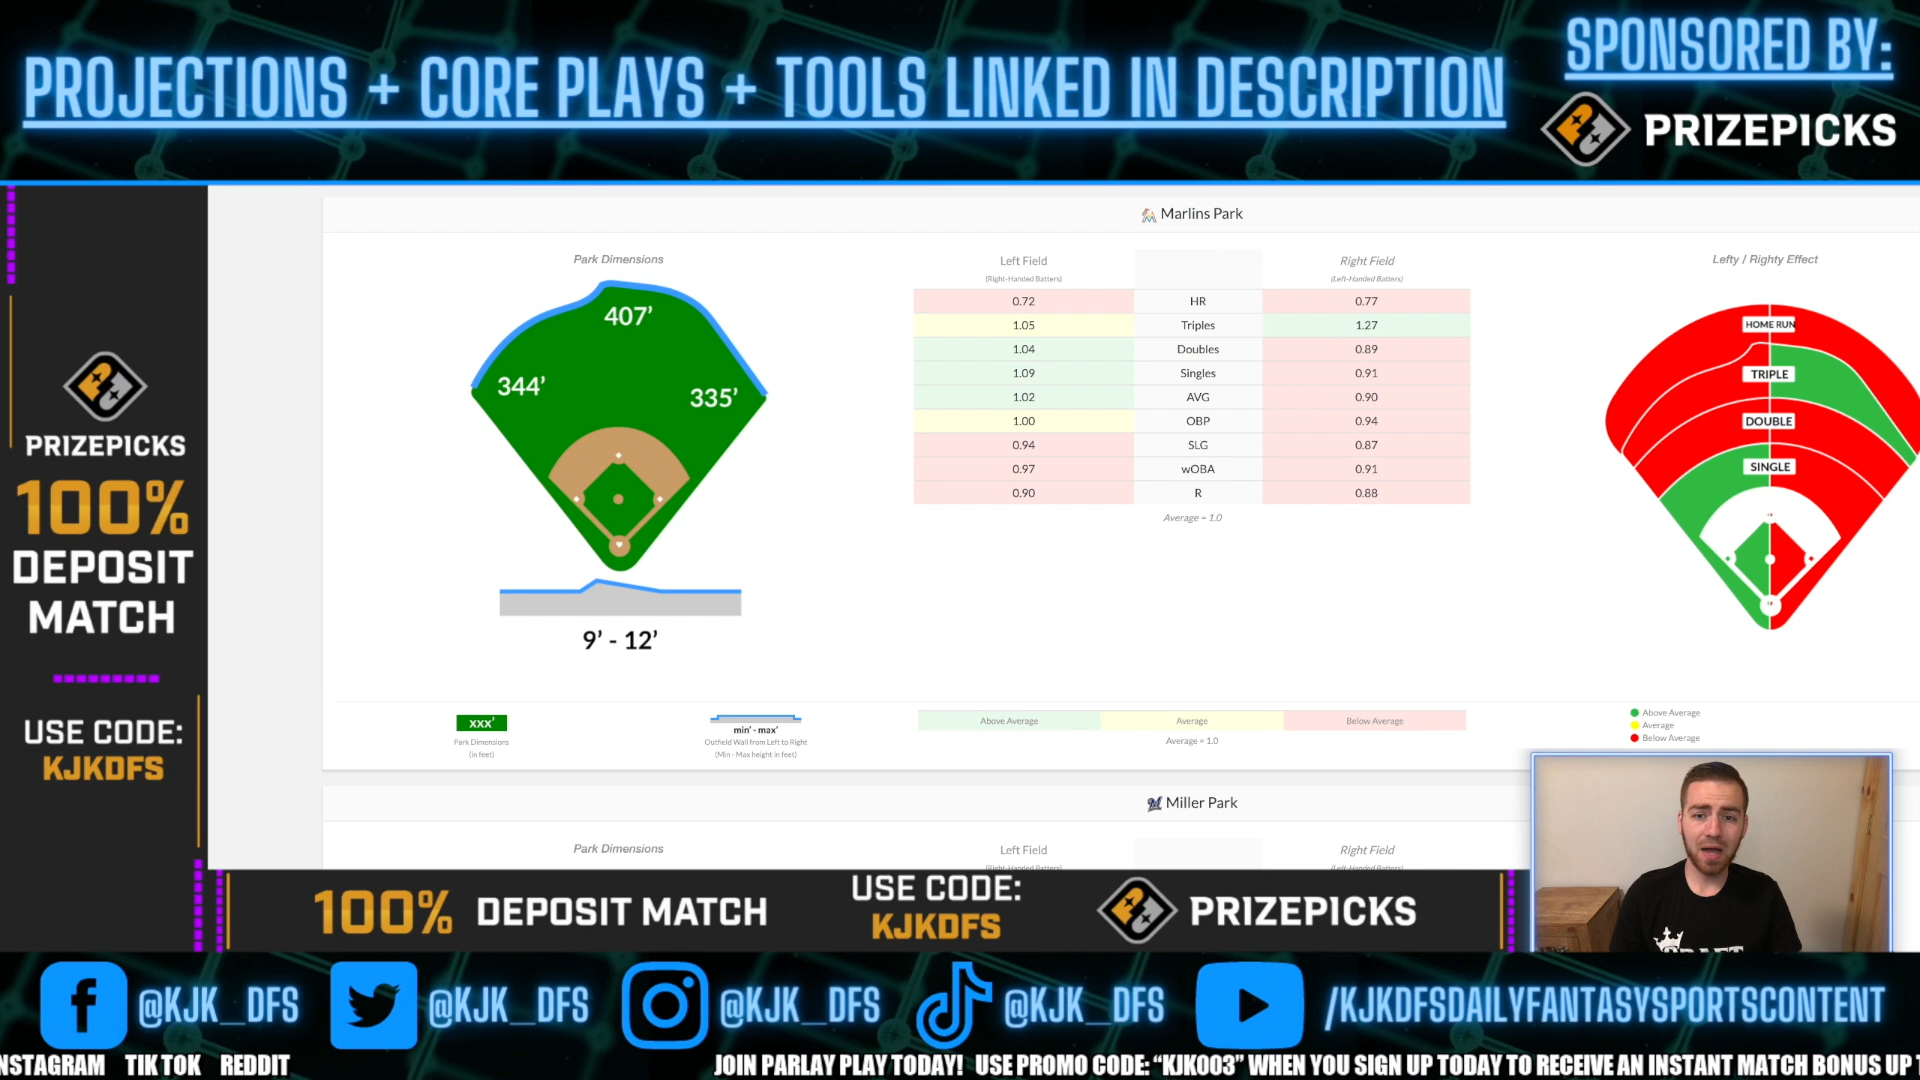 PROJECTIONS + CORE PLAYS + TOOLS LINKED IN DESCRIPTION
SPONSORED BY:
PRIZEPICKS
PRIZEPICKS
100%
DEPOSIT
MATCH
USE CODE:
KJKDFS
Marlins Park
Park Dimensions
407’
344’
335’
9’ - 12’
Left Field
Right Field
(Right-Handed Batters)
(Left-Handed Batters)
0.72 HR 0.77
1.05 Triples 1.27
1.04 Doubles 0.89
1.09 Singles 0.91
1.02 AVG 0.90
1.00 OBP 0.94
0.94 SLG 0.87
0.97 wOBA 0.91
0.90 R 0.88
Average = 1.0
Lefty / Righty Effect
HOME RUN
TRIPLE
DOUBLE
SINGLE
xxx’
Park Dimensions
(in feet)
min’ - max’
Outfield Wall from Left to Right
(Min - Max height in feet)
Above Average
Average
Below Average
Average = 1.0
Above Average
Average
Below Average
Miller Park
Park Dimensions
Left Field
Right Field
(Right-Handed Batters)
(Left-Handed Batters)
100% DEPOSIT MATCH
USE CODE:
KJKDFS
PRIZEPICKS
@KJK_DFS
@KJK_DFS
@KJK_DFS
@KJK_DFS
/KJKDFSDAILYFANTASYSPORTSCONTENT
NSTAGRAM TIKTOK REDDIT
JOIN PARLAY PLAY TODAY! USE PROMO CODE: “KJK003” WHEN YOU SIGN UP TODAY TO RECEIVE AN INSTANT MATCH BONUS UP